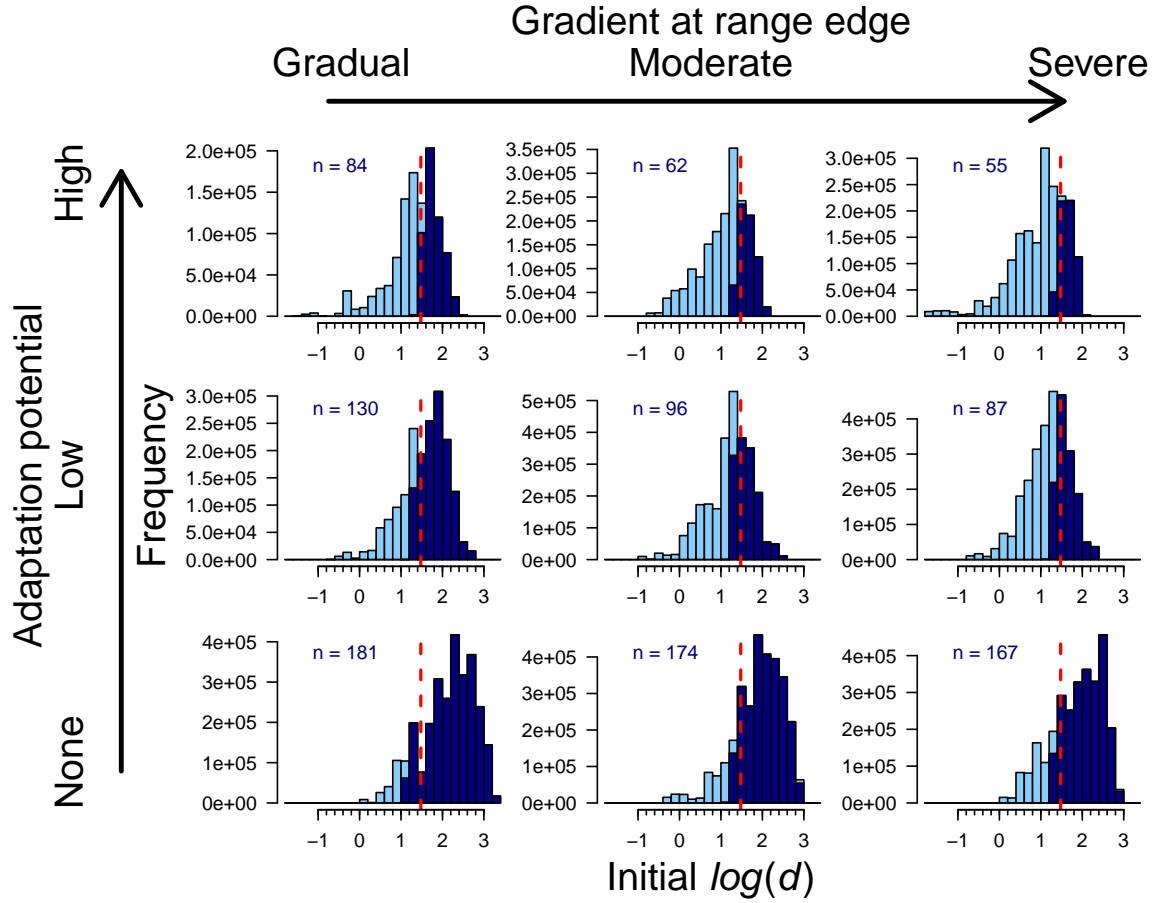 Gradient at range edge
Gradual Moderate Severe
Adaptation potential
High
Low
None
Frequency
n = 84
2.0e+05
1.5e+05
1.0e+05
5.0e+04
0.0e+00
−1 0 1 2 3
n = 62
3.5e+05
3.0e+05
2.5e+05
2.0e+05
1.5e+05
1.0e+05
5.0e+04
0.0e+00
−1 0 1 2 3
n = 55
3.0e+05
2.5e+05
2.0e+05
1.5e+05
1.0e+05
5.0e+04
0.0e+00
−1 0 1 2 3
n = 130
3.0e+05
2.5e+05
2.0e+05
1.5e+05
1.0e+05
5.0e+04
0.0e+00
−1 0 1 2 3
n = 96
5e+05
4e+05
3e+05
2e+05
1e+05
0e+00
−1 0 1 2 3
n = 87
4e+05
3e+05
2e+05
1e+05
0e+00
−1 0 1 2 3
n = 181
4e+05
3e+05
2e+05
1e+05
0e+00
−1 0 1 2 3
n = 174
4e+05
3e+05
2e+05
1e+05
0e+00
−1 0 1 2 3
n = 167
4e+05
3e+05
2e+05
1e+05
0e+00
−1 0 1 2 3
Initial log(d)